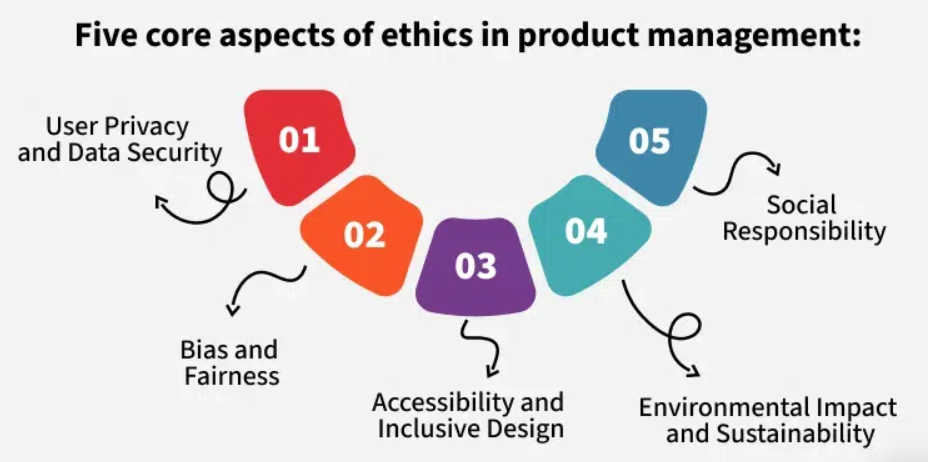 Five core aspects of ethics in product management:
01
User Privacy
and Data Security
02
Bias and
Fairness
03
Accessibility and
Inclusive Design
04
Environmental Impact
and Sustainability
05
Social
Responsibility